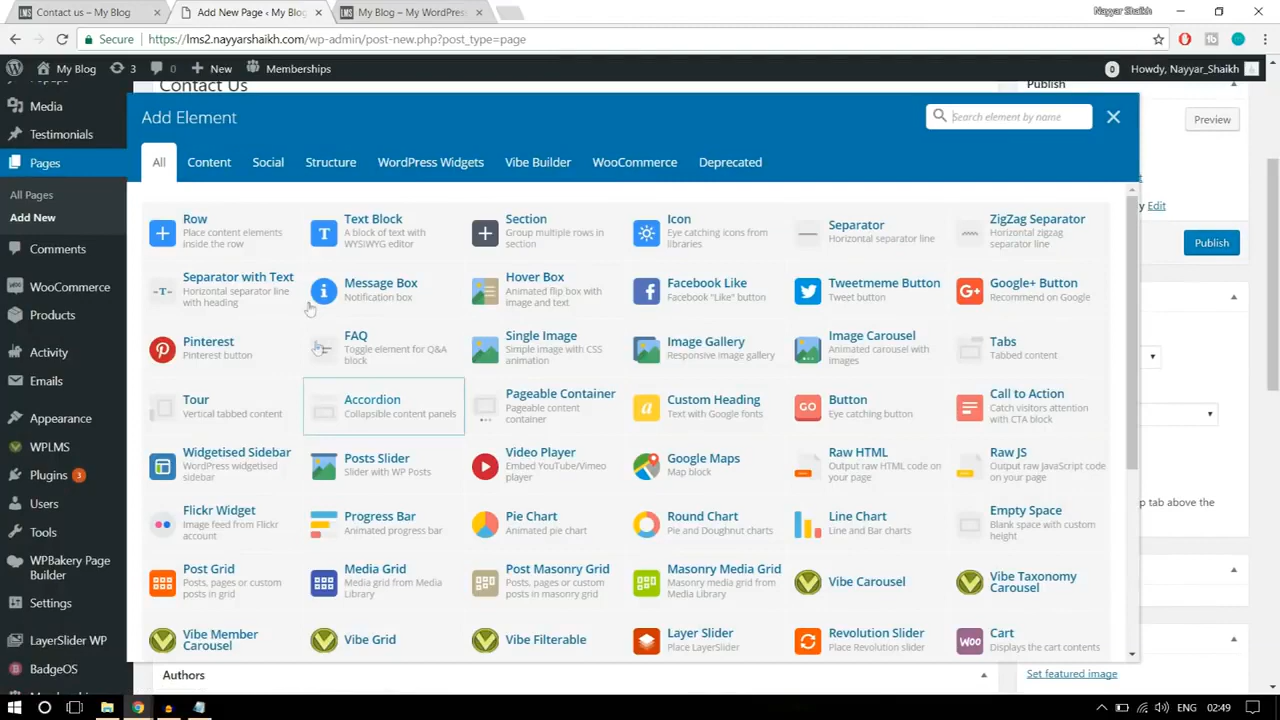 Contact us – My Blog
Add New Page ‹ My Blog
My Blog – My WordPress
Nayyar Shaikh
Secure
https://lms2.nayyarshaikh.com/wp-admin/post-new.php?post_type=page
My Blog
3
0
New
Memberships
0
Howdy, Nayyar_Shaikh
Media
Testimonials
Pages
All Pages
Add New
Comments
WooCommerce
Products
Activity
Emails
Appearance
WPLMS
Plugins 3
Users
Tools
WPBakery Page
Builder
Settings
LayerSlider WP
BadgeOS
Contact Us
Add Element
Search element by name
All
Content
Social
Structure
WordPress Widgets
Vibe Builder
WooCommerce
Deprecated
Row
Place content elements
inside the row
Text Block
A block of text with
WYSIWYG editor
Section
Group multiple rows in
section
Icon
Eye catching icons from
libraries
Separator
Horizontal separator line
ZigZag Separator
Horizontal zigzag
separator line
Separator with Text
Horizontal separator line
with heading
Message Box
Notification box
Hover Box
Animated flip box with
image and text
Facebook Like
Facebook "Like" button
Tweetmeme Button
Tweet button
Google+ Button
Recommend on Google
Pinterest
Pinterest button
FAQ
Toggle element for Q&A
block
Single Image
Simple image with CSS
animation
Image Gallery
Responsive image gallery
Image Carousel
Animated carousel with
images
Tabs
Tabbed content
Tour
Vertical tabbed content
Accordion
Collapsible content panels
Pageable Container
Pageable content
container
Custom Heading
Text with Google fonts
GO
Button
Eye catching button
Call to Action
Catch visitors attention
with CTA block
Widgetised Sidebar
WordPress widgetised
sidebar
Posts Slider
Slider with WP Posts
Video Player
Embed YouTube/Vimeo
player
Google Maps
Map block
Raw HTML
Output raw HTML code on
your page
Raw JS
Output raw JavaScript code
on your page
Flickr Widget
Image feed from Flickr
account
Progress Bar
Animated progress bar
Pie Chart
Animated pie chart
Round Chart
Pie and Doughnut charts
Line Chart
Line and Bar charts
Empty Space
Blank space with custom
height
Post Grid
Posts, pages or custom
posts in grid
Media Grid
Media grid from Media
Library
Post Masonry Grid
Posts, pages or custom
posts in masonry grid
Masonry Media Grid
Masonry media grid from
Media Library
Vibe Carousel
Vibe Taxonomy
Carousel
Vibe Member
Carousel
Vibe Grid
Vibe Filterable
Layer Slider
Place LayerSlider
Revolution Slider
Place Revolution slider
Woo
Cart
Displays the cart contents
Authors
Publish
Preview
Edit
Publish
p tab above the
Set featured image
ENG
02:49